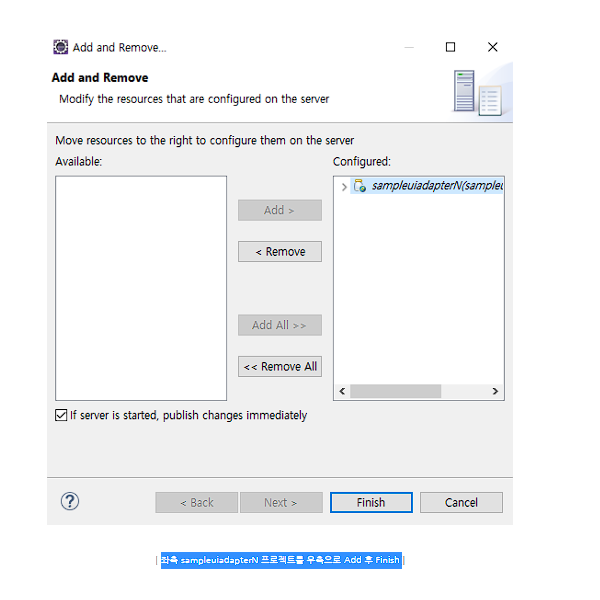 Add and Remove...
Add and Remove
Modify the resources that are configured on the server
Move resources to the right to configure them on the server
Available:
Configured:
sampleuiadapterN(sampleu
Add >
< Remove
Add All >>
<< Remove All
If server is started, publish changes immediately
?
< Back
Next >
Finish
Cancel
| 좌측 sampleuiadapterN 프로젝트를 우측으로 Add 후 Finish |